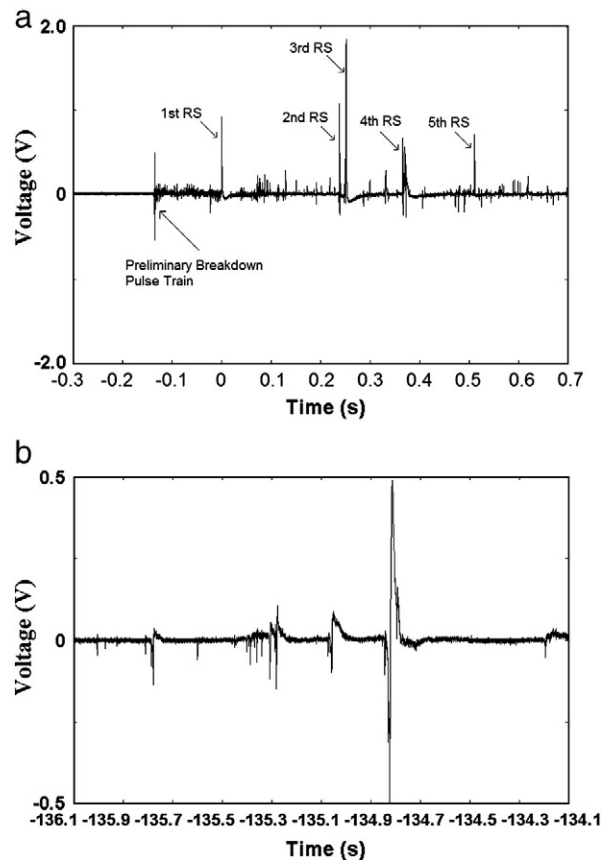 a
2.0
3rd RS
1st RS
2nd RS
4th RS
5th RS
0
Voltage (V)
Preliminary Breakdown
Pulse Train
-2.0
-0.3 -0.2 -0.1 0 0.1 0.2 0.3 0.4 0.5 0.6 0.7
Time (s)
b
0.5
0
Voltage (V)
-0.5
-136.1 -135.9 -135.7 -135.5 -135.3 -135.1 -134.9 -134.7 -134.5 -134.3 -134.1
Time (s)